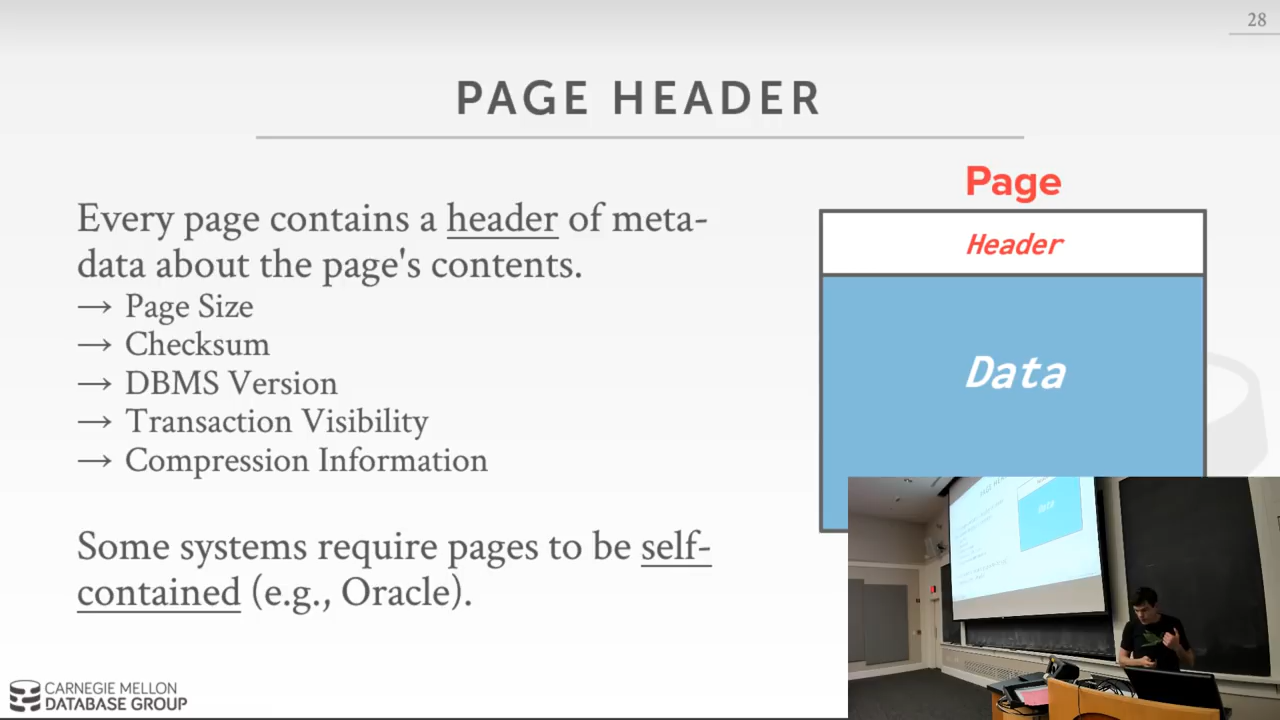 28
PAGE HEADER
Every page contains a header of meta-
data about the page's contents.
→ Page Size
→ Checksum
→ DBMS Version
→ Transaction Visibility
→ Compression Information
Some systems require pages to be self-
contained (e.g., Oracle).
Page
Header
Data
CARNEGIE MELLON
DATABASE GROUP
Data